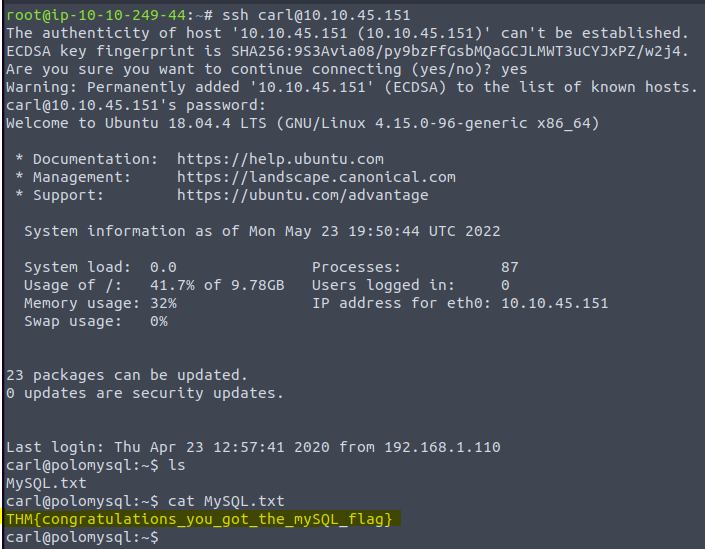 root@ip-10-10-249-44:~# ssh carl@10.10.45.151
The authenticity of host '10.10.45.151 (10.10.45.151)' can't be established.
ECDSA key fingerprint is SHA256:9S3Avia08/py9bzFfGsbMQaGCJLMWT3uCYJxPZ/w2j4.
Are you sure you want to continue connecting (yes/no)? yes
Warning: Permanently added '10.10.45.151' (ECDSA) to the list of known hosts.
carl@10.10.45.151's password:
Welcome to Ubuntu 18.04.4 LTS (GNU/Linux 4.15.0-96-generic x86_64)
* Documentation:  https://help.ubuntu.com
* Management:     https://landscape.canonical.com
* Support:        https://ubuntu.com/advantage
System information as of Mon May 23 19:50:44 UTC 2022
System load:  0.0               Processes:           87
Usage of /:   41.7% of 9.78GB   Users logged in:     0
Memory usage: 32%               IP address for eth0: 10.10.45.151
Swap usage:   0%
23 packages can be updated.
0 updates are security updates.
Last login: Thu Apr 23 12:57:41 2020 from 192.168.1.110
carl@polomysql:~$ ls
MySQL.txt
carl@polomysql:~$ cat MySQL.txt
THM{congratulations_you_got_the_mySQL_flag}
carl@polomysql:~$